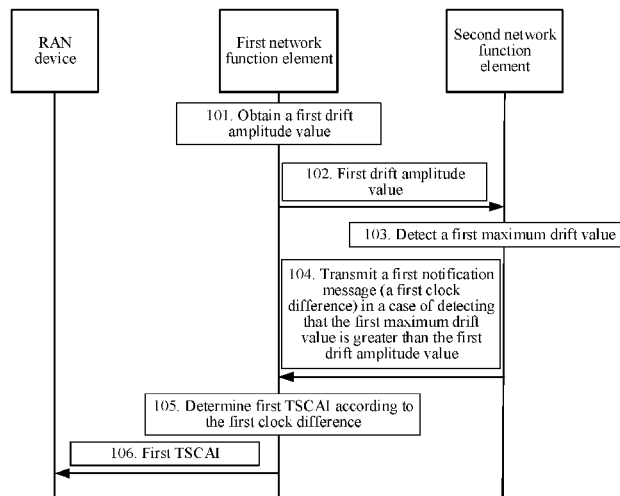 RAN
device
First network
function element
Second network
function
element
101. Obtain a first drift
amplitude value
102. First drift amplitude
value
103. Detect a first maximum drift value
104. Transmit a first notification
message (a first clock
difference) in a case of detecting
that the first maximum drift
value is greater than the first
drift amplitude value
105. Determine first TSCAI according to
the first clock difference
106. First TSCAI